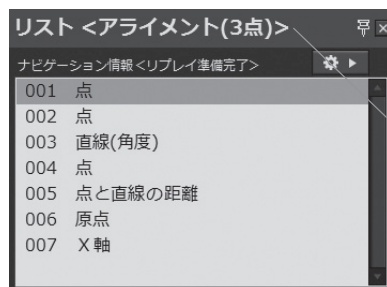 リスト <アライメント(3点)>
ナビゲーション情報<リプレイ準備完了>
001 点
002 点
003 直線(角度)
004 点
005 点と直線の距離
006 原点
007 X軸